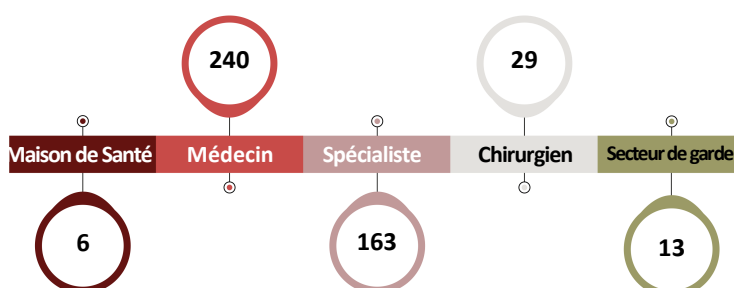 240
29
Maison de Santé
Médecin
Spécialiste
Chirurgien
Secteur de garde
6
163
13